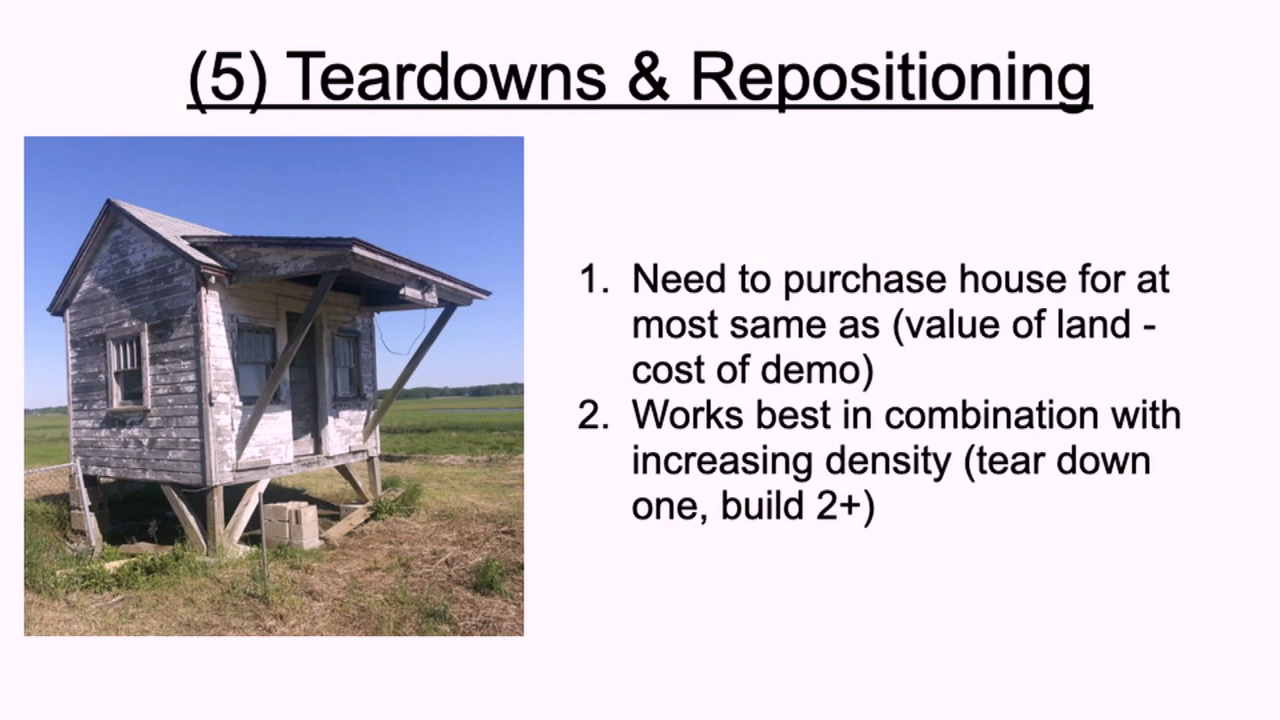 (5) Teardowns & Repositioning
1. Need to purchase house for at
most same as (value of land -
cost of demo)
2. Works best in combination with
increasing density (tear down
one, build 2+)